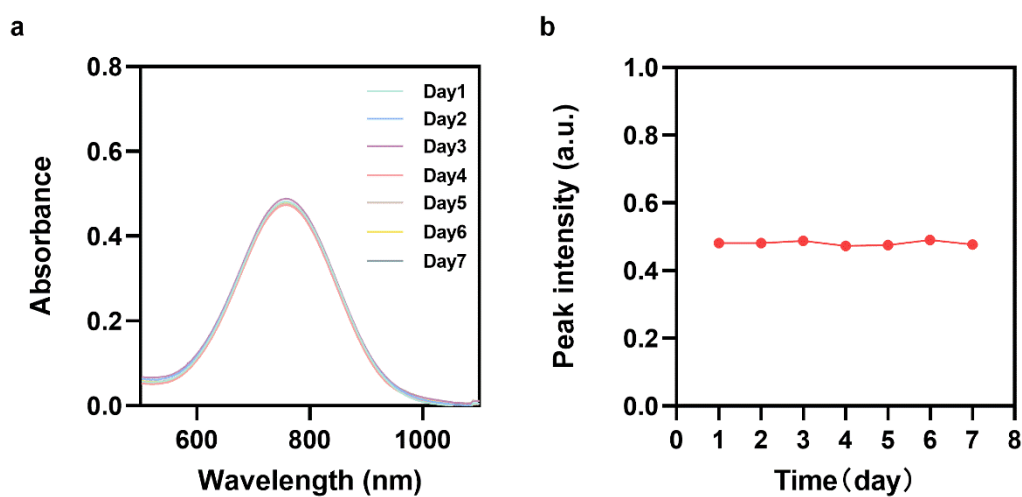 a
0.8
0.6
0.4
0.2
0.0
Absorbance
600 800 1000
Wavelength (nm)
Day1
Day2
Day3
Day4
Day5
Day6
Day7
b
1.0
0.8
0.6
0.4
0.2
0.0
Peak intensity (a.u.)
0 1 2 3 4 5 6 7 8
Time（day）